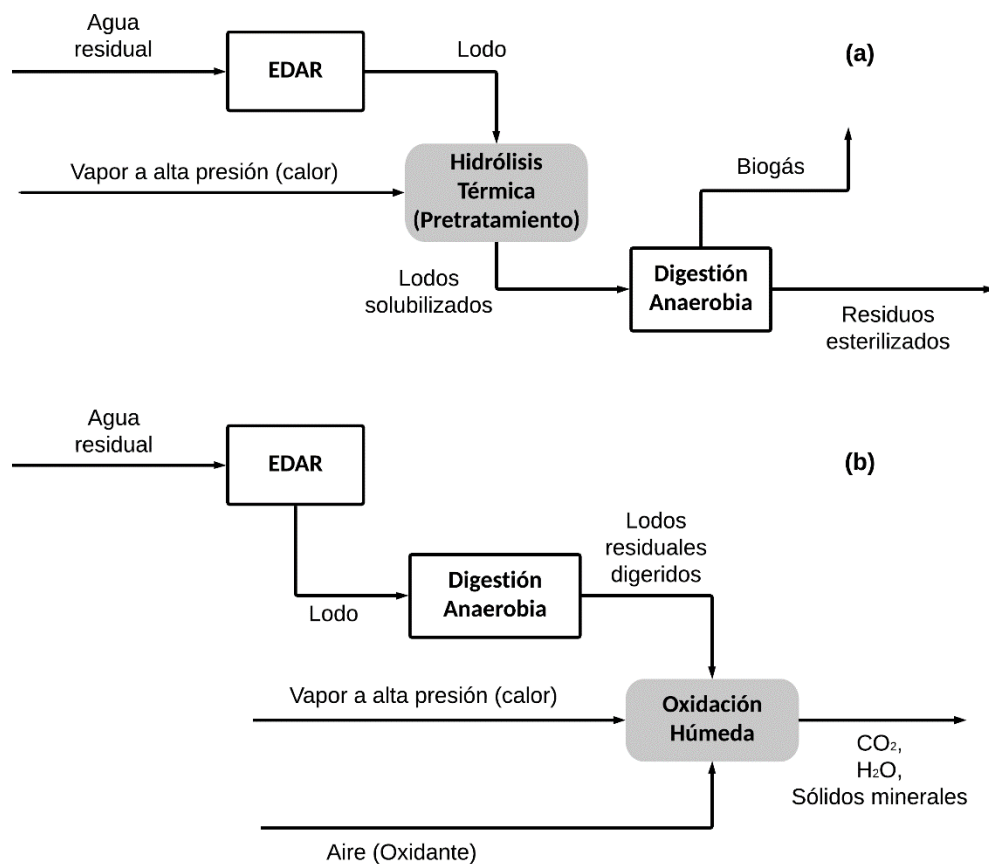 Agua
residual
EDAR
Lodo
(a)
Vapor a alta presión (calor)
Hidrólisis
Térmica
(Pretratamiento)
Biogás
Lodos
solubilizados
Digestión
Anaerobia
Residuos
esterilizados
Agua
residual
EDAR
(b)
Lodo
Digestión
Anaerobia
Lodos
residuales
digeridos
Vapor a alta presión (calor)
Oxidación
Húmeda
CO₂,
H₂O,
Sólidos minerales
Aire (Oxidante)